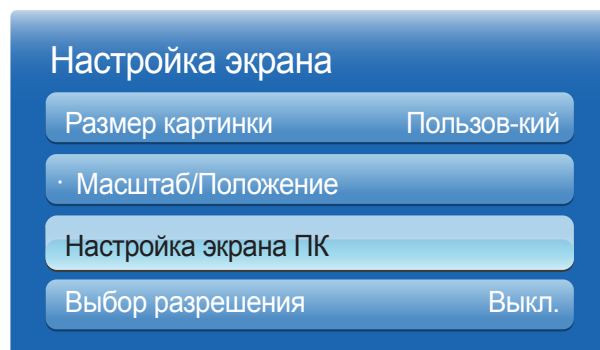 Настройка экрана
Размер картинки Пользов-кий
· Масштаб/Положение
Настройка экрана ПК
Выбор разрешения Выкл.